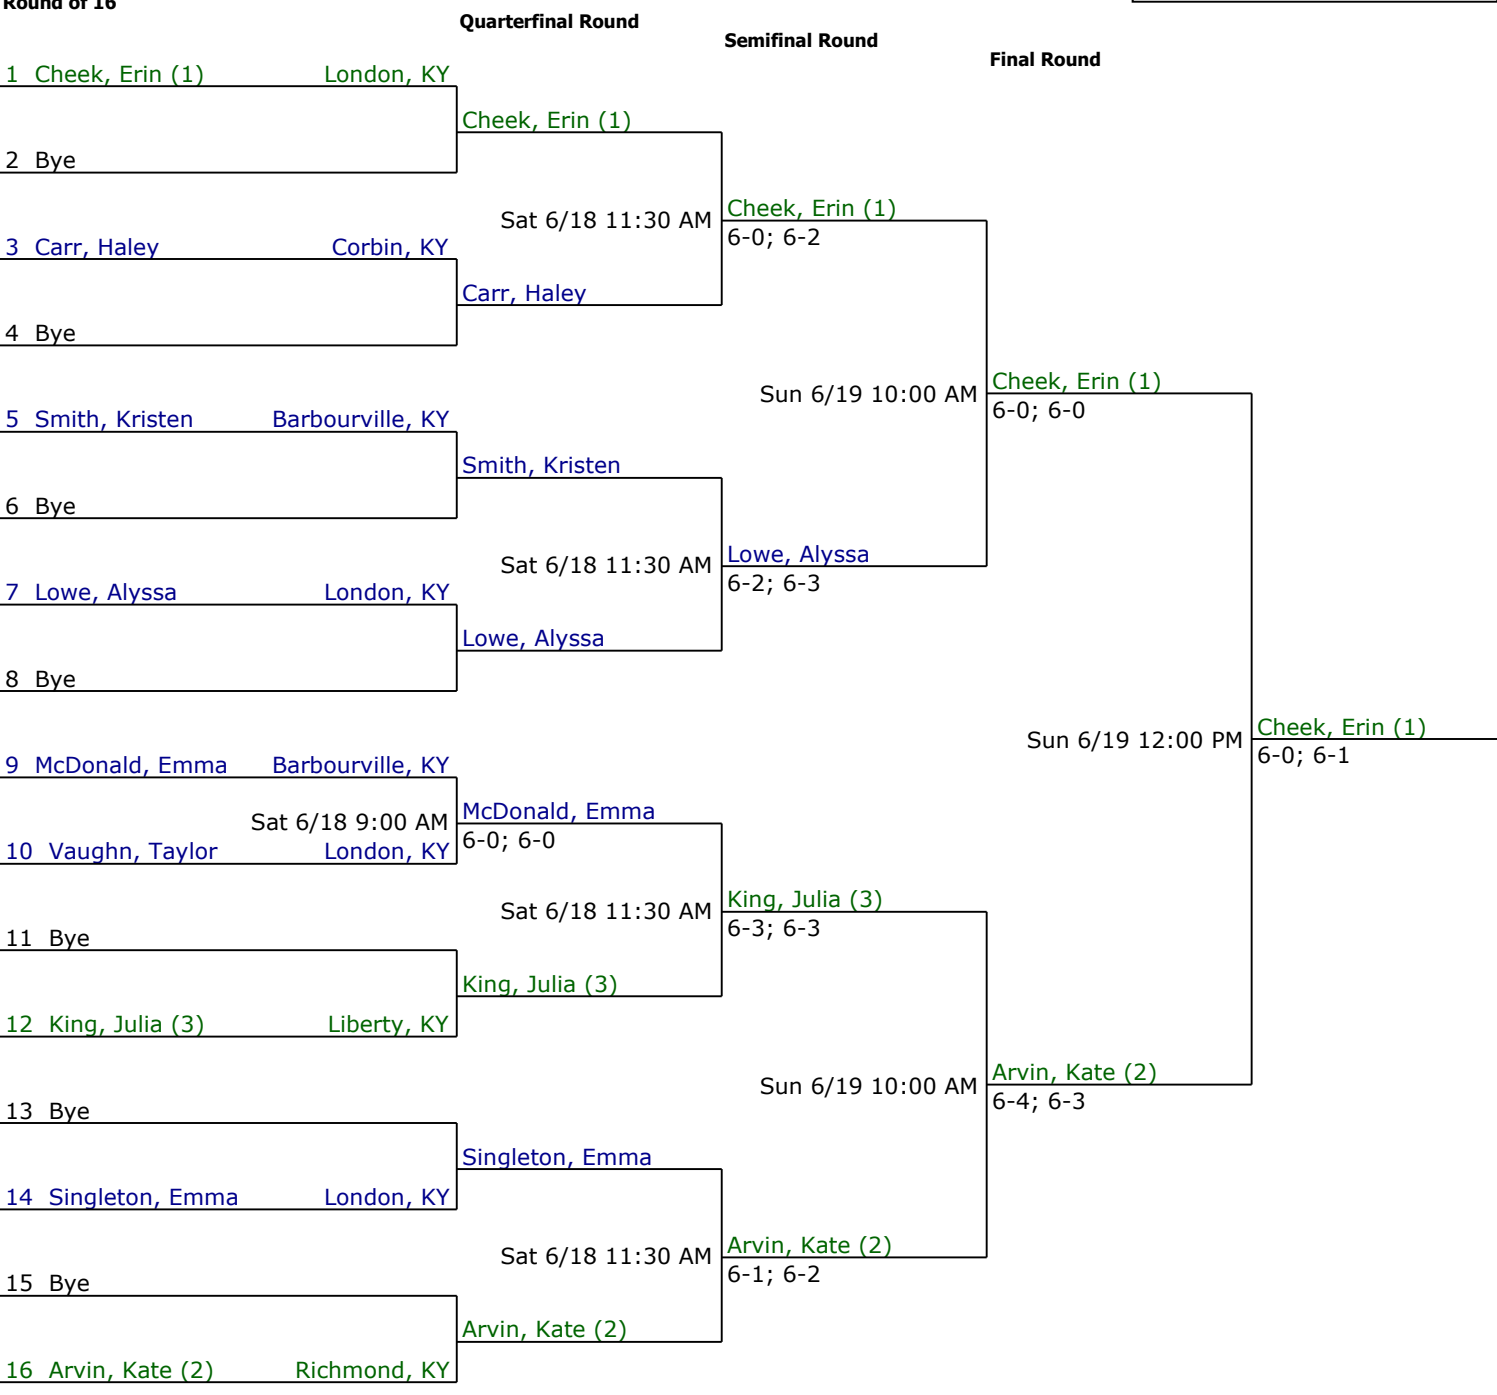 Round of 16
Quarterfinal Round
Semifinal Round
Final Round
1 Cheek, Erin (1) London, KY
Cheek, Erin (1)
2 Bye
Sat 6/18 11:30 AM Cheek, Erin (1)
6-0; 6-2
3 Carr, Haley Corbin, KY
Carr, Haley
4 Bye
Sun 6/19 10:00 AM Cheek, Erin (1)
6-0; 6-0
5 Smith, Kristen Barbourville, KY
Smith, Kristen
6 Bye
Sat 6/18 11:30 AM Lowe, Alyssa
6-2; 6-3
7 Lowe, Alyssa London, KY
Lowe, Alyssa
8 Bye
Sun 6/19 12:00 PM Cheek, Erin (1)
6-0; 6-1
9 McDonald, Emma Barbourville, KY
Sat 6/18 9:00 AM McDonald, Emma
6-0; 6-0
10 Vaughn, Taylor London, KY
Sat 6/18 11:30 AM King, Julia (3)
6-3; 6-3
11 Bye
King, Julia (3)
12 King, Julia (3) Liberty, KY
Sun 6/19 10:00 AM Arvin, Kate (2)
6-4; 6-3
13 Bye
Singleton, Emma
14 Singleton, Emma London, KY
Sat 6/18 11:30 AM Arvin, Kate (2)
6-1; 6-2
15 Bye
Arvin, Kate (2)
16 Arvin, Kate (2) Richmond, KY